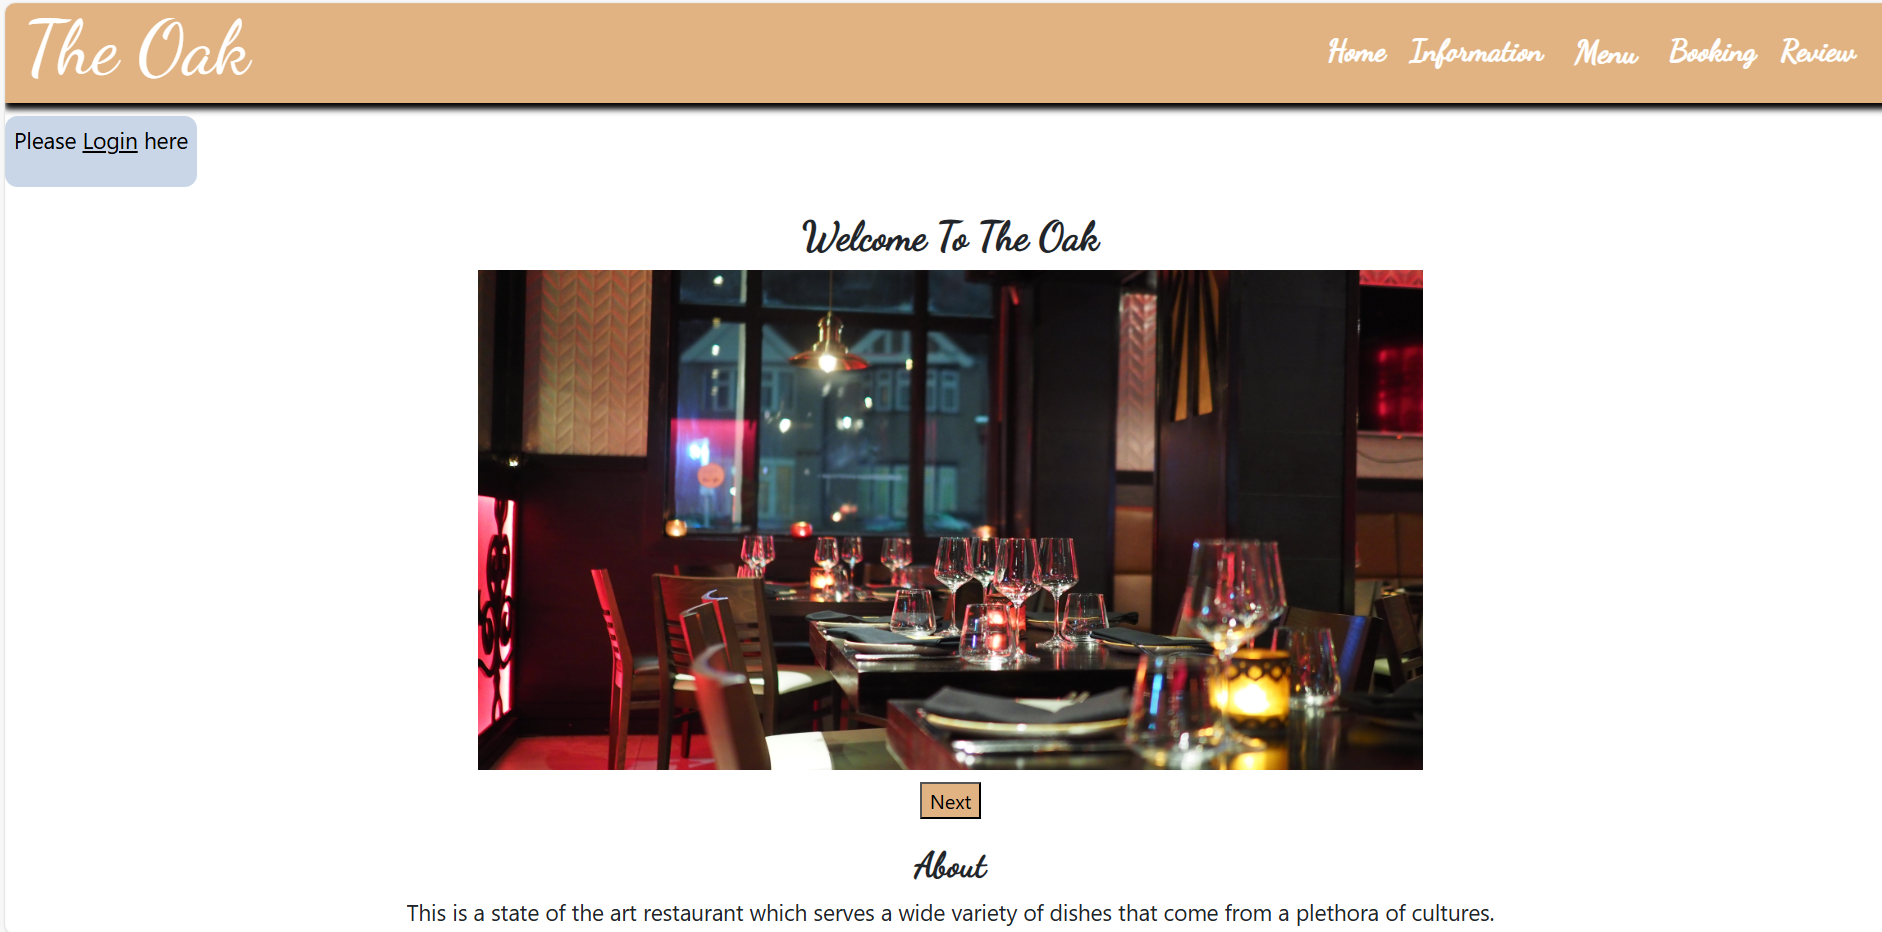 The Oak
Home Information Menu Booking Review
Please Login here
Welcome To The Oak
Next
About
This is a state of the art restaurant which serves a wide variety of dishes that come from a plethora of cultures.